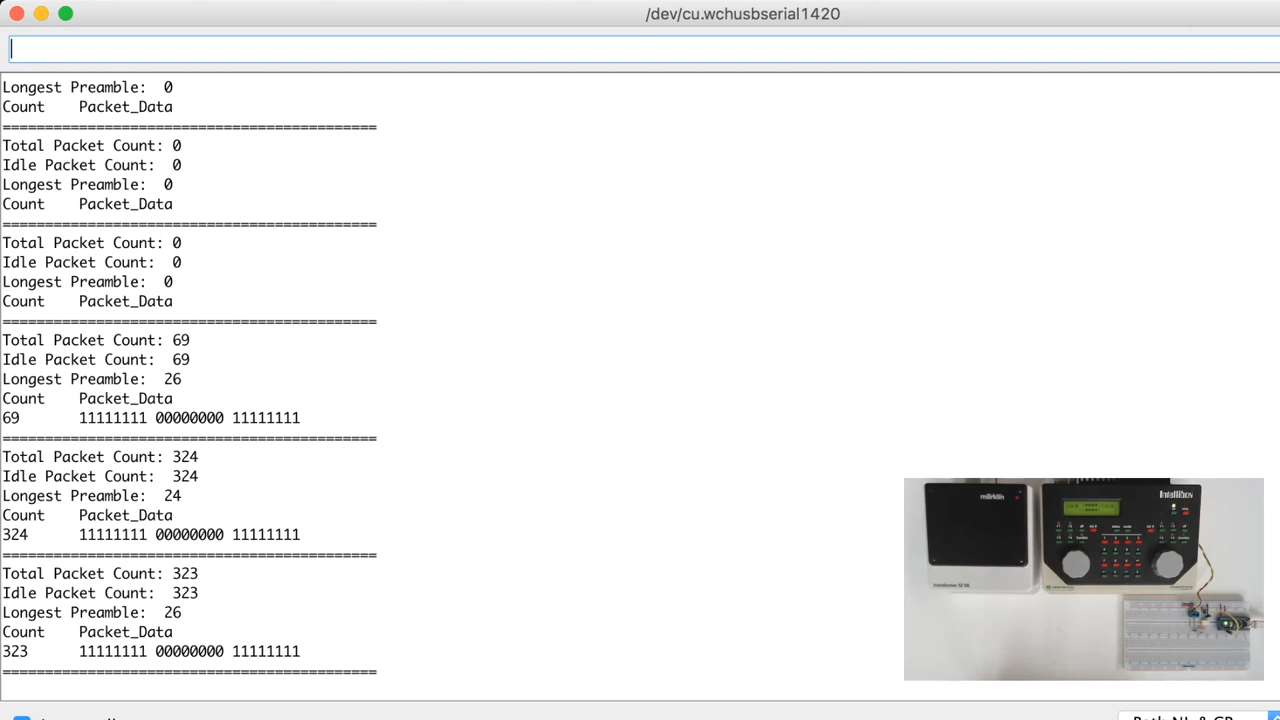 /dev/cu.wchusbserial1420
Longest Preamble:  0
Count    Packet_Data
============================================
Total Packet Count: 0
Idle Packet Count:  0
Longest Preamble:  0
Count    Packet_Data
============================================
Total Packet Count: 0
Idle Packet Count:  0
Longest Preamble:  0
Count    Packet_Data
============================================
Total Packet Count: 69
Idle Packet Count:  69
Longest Preamble:  26
Count    Packet_Data
69       11111111 00000000 11111111
============================================
Total Packet Count: 324
Idle Packet Count:  324
Longest Preamble:  24
Count    Packet_Data
324      11111111 00000000 11111111
============================================
Total Packet Count: 323
Idle Packet Count:  323
Longest Preamble:  26
Count    Packet_Data
323      11111111 00000000 11111111
============================================
märklin
Intellibox
Both NL & CR